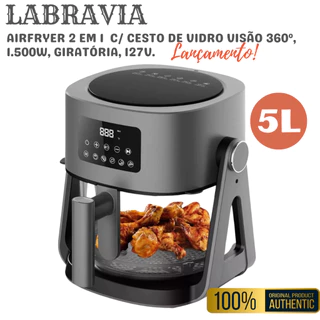 LABRAVIA
AIRFRYER 2 EM 1 C/ CESTO DE VIDRO VISÃO 360º,
1.500W, GIRATÓRIA, 127V.
Lançamento!
888
5L
100%
ORIGINAL PRODUCT
AUTHENTIC